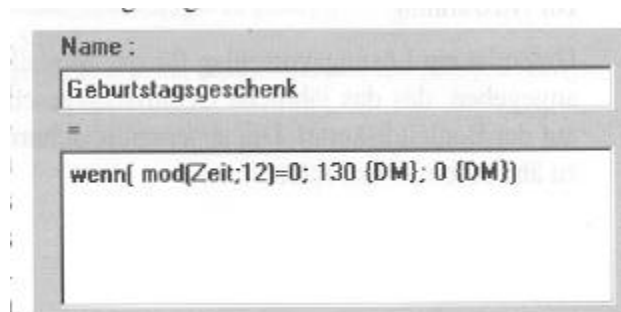 Name :
Geburtstagsgeschenk
=
wenn( mod(Zeit;12)=0; 130 {DM}; 0 {DM})